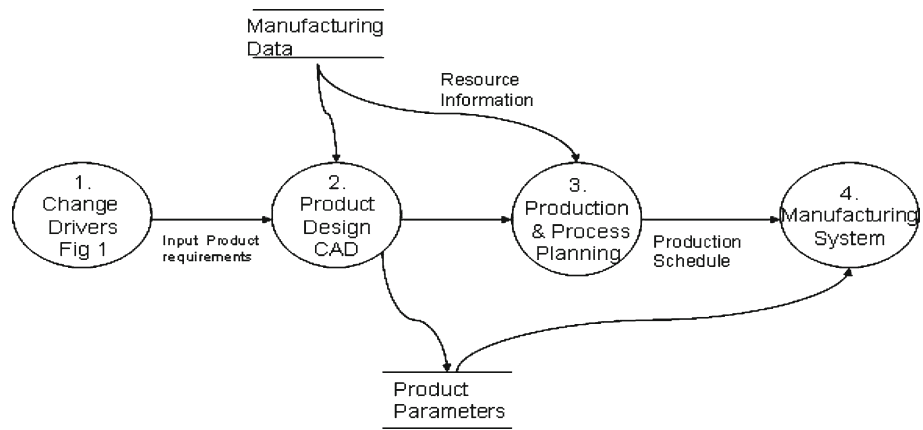 Manufacturing
Data
Resource
Information
1.
Change
Drivers
Fig 1
Input Product
requirements
2.
Product
Design
CAD
3.
Production
& Process
Planning
Production
Schedule
4.
Manufacturing
System
Product
Parameters